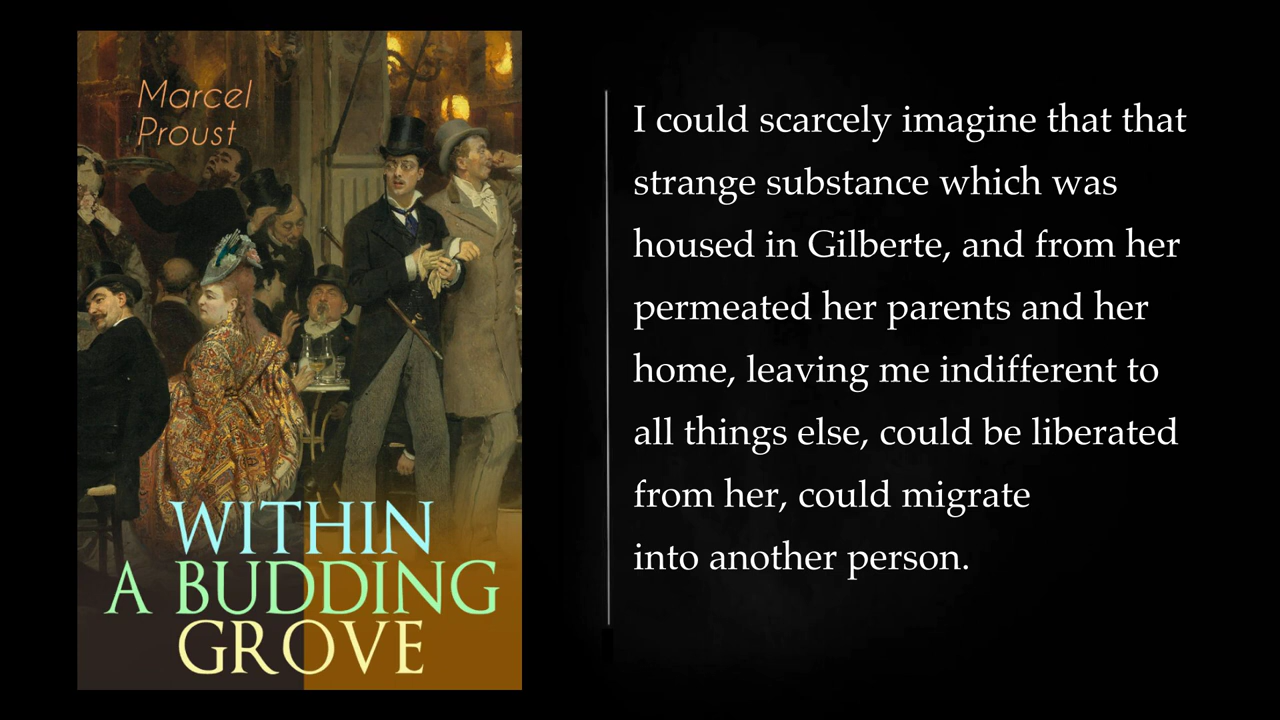 Marcel
Proust
WITHIN
A BUDDING
GROVE
I could scarcely imagine that that
strange substance which was
housed in Gilberte, and from her
permeated her parents and her
home, leaving me indifferent to
all things else, could be liberated
from her, could migrate
into another person.